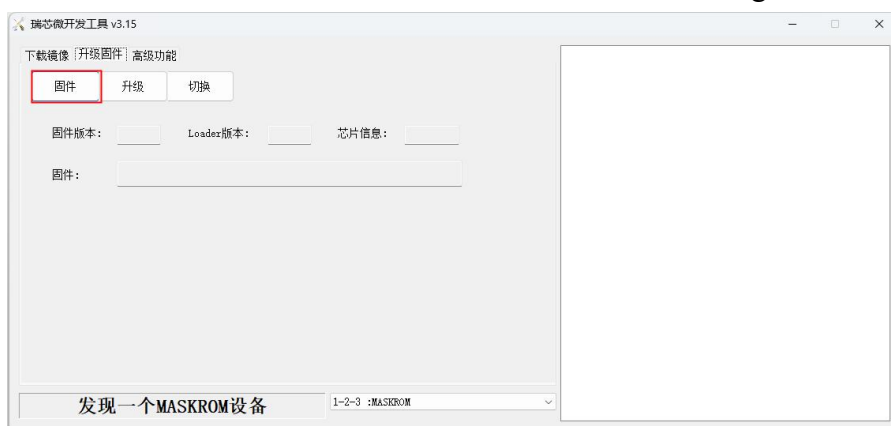 瑞芯微开发工具 v3.15
下载镜像 升级固件 高级功能
固件 升级 切换
固件版本： Loader版本： 芯片信息：
固件：
发现一个MASKROM设备 1-2-3 :MASKROM